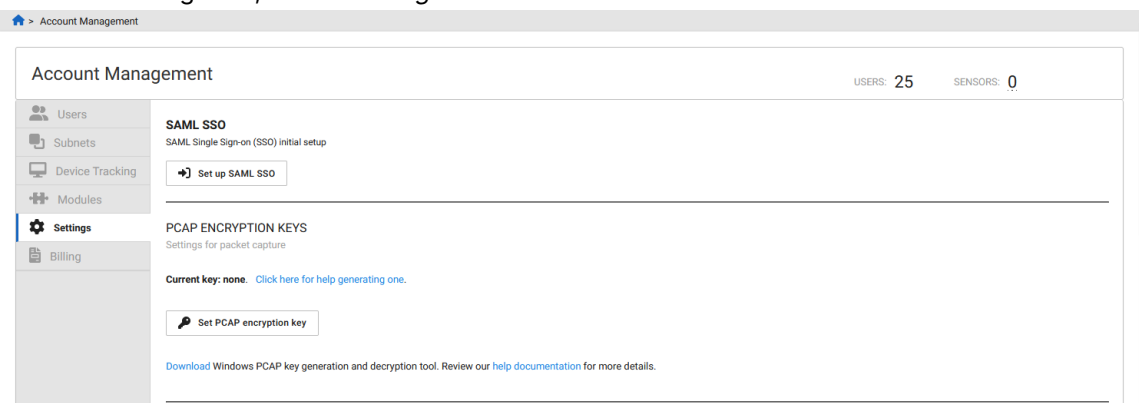 > Account Management
Account Management
USERS: 25 SENSORS: 0
Users
Subnets
Device Tracking
Modules
Settings
Billing
SAML SSO
SAML Single Sign-on (SSO) initial setup
Set up SAML SSO
PCAP ENCRYPTION KEYS
Settings for packet capture
Current key: none. Click here for help generating one.
Set PCAP encryption key
Download Windows PCAP key generation and decryption tool. Review our help documentation for more details.